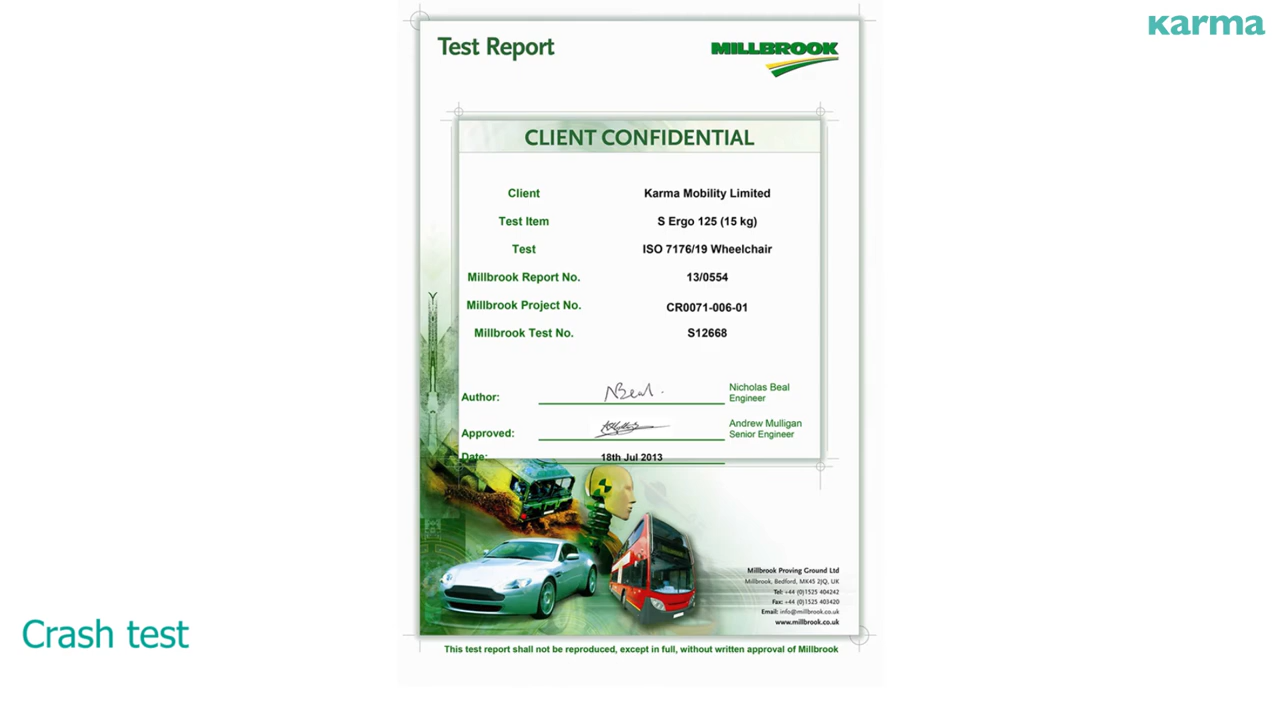 karma
Test Report
MILLBROOK
CLIENT CONFIDENTIAL
Client Karma Mobility Limited
Test Item S Ergo 125 (15 kg)
Test ISO 7176/19 Wheelchair
Millbrook Report No. 13/0554
Millbrook Project No. CR0071-006-01
Millbrook Test No. S12668
Author: NBeal. Nicholas Beal
Engineer
Approved: Andrew Mulligan
Senior Engineer
Date: 18th Jul 2013
Millbrook Proving Ground Ltd
Millbrook, Bedford, MK45 2JQ, UK
Tel: +44 (0)1525 404242
Fax: +44 (0)1525 403420
Email: info@millbrook.co.uk
www.millbrook.co.uk
Crash test
This test report shall not be reproduced, except in full, without written approval of Millbrook